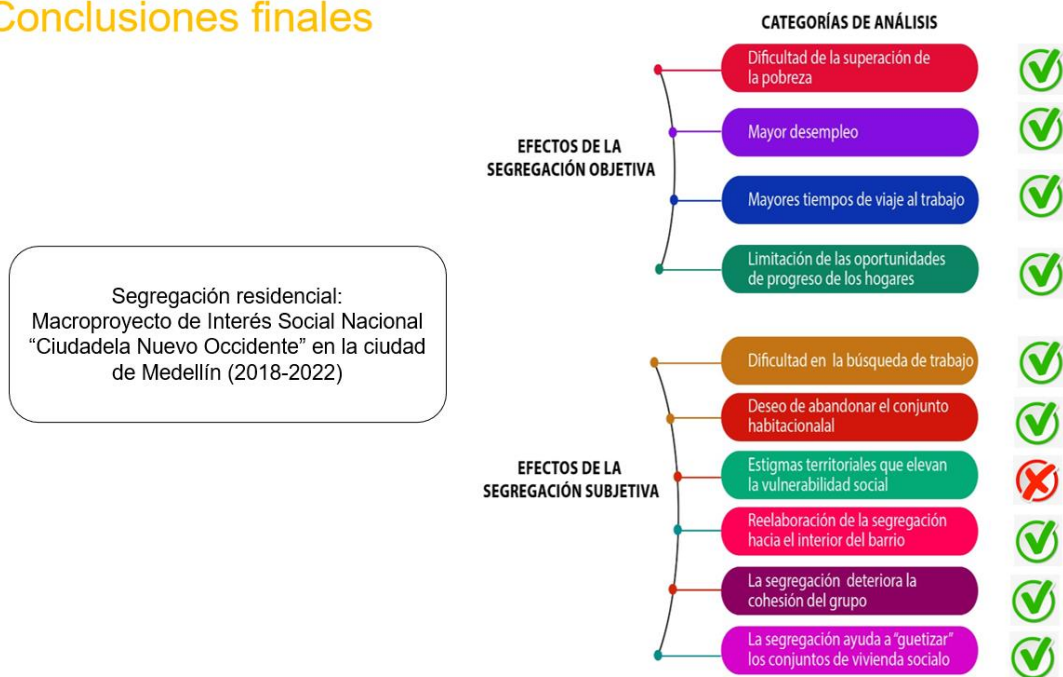 Conclusiones finales
CATEGORÍAS DE ANÁLISIS
EFECTOS DE LA
SEGREGACIÓN OBJETIVA
Dificultad de la superación de
la pobreza
Mayor desempleo
Mayores tiempos de viaje al trabajo
Limitación de las oportunidades
de progreso de los hogares
Segregación residencial:
Macroproyecto de Interés Social Nacional
“Ciudadela Nuevo Occidente” en la ciudad
de Medellín (2018-2022)
EFECTOS DE LA
SEGREGACIÓN SUBJETIVA
Dificultad en la búsqueda de trabajo
Deseo de abandonar el conjunto
habitacionalal
Estigmas territoriales que elevan
la vulnerabilidad social
Reelaboración de la segregación
hacia el interior del barrio
La segregación deteriora la
cohesión del grupo
La segregación ayuda a "guetizar"
los conjuntos de vivienda socialo